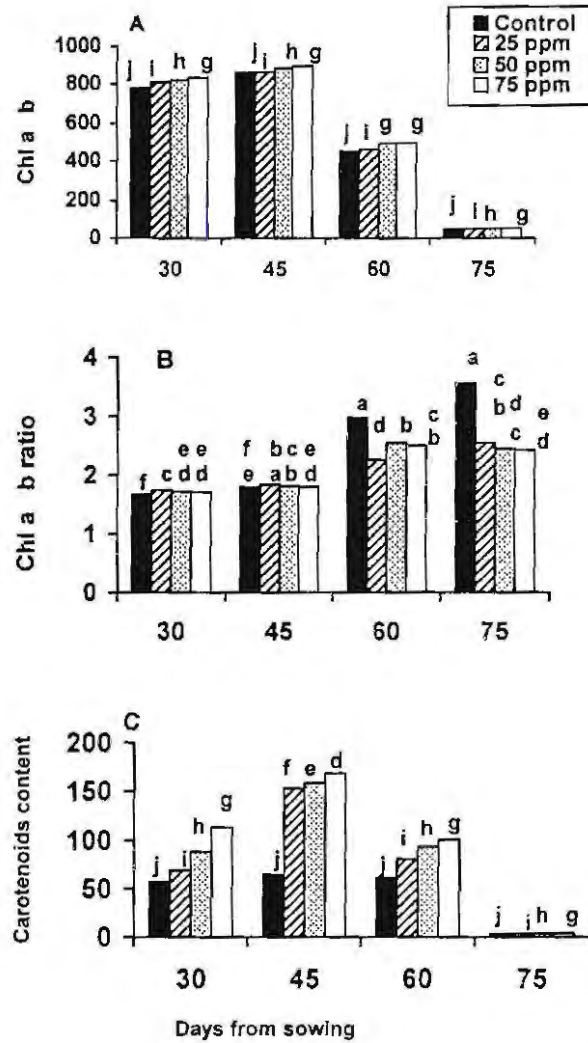 A
Control
25 ppm
50 ppm
75 ppm
1000
800
600
400
200
0
Chl a b
j i h g
j i h g
j i g g
j i h g
30 45 60 75
B
4
3
2
1
0
Chl a b ratio
f c e d e d
f e b a c b e d
a d b c b
a c b d c e d
30 45 60 75
C
200
150
100
50
0
Carotenoids content
j i h g
j f e d
j i h g
j i h g
30 45 60 75
Days from sowing